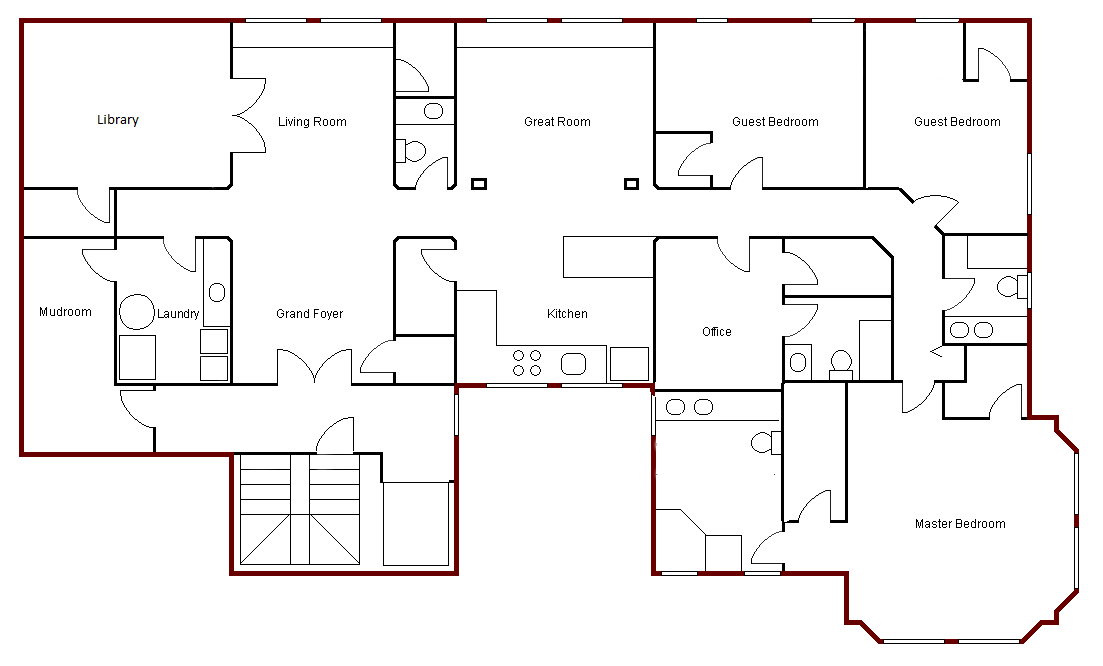 Library
Living Room
Great Room
Guest Bedroom
Guest Bedroom
Mudroom
Laundry
Grand Foyer
Kitchen
Office
Master Bedroom